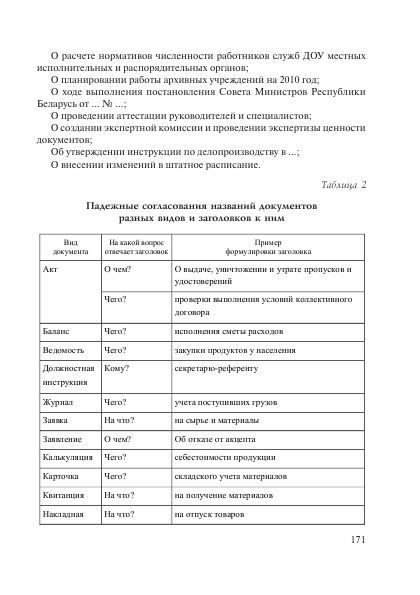 О расчете нормативов численности работников служб ДОУ местных
исполнительных и распорядительных органов;
О планировании работы архивных учреждений на 2010 год;
О ходе выполнения постановления Совета Министров Республики
Беларусь от ... № ...;
О проведении аттестации руководителей и специалистов;
О создании экспертной комиссии и проведении экспертизы ценности
документов;
Об утверждении инструкции по делопроизводству в ...;
О внесении изменений в штатное расписание.
Таблица 2
Падежные согласования названий документов
разных видов и заголовков к ним
Вид
документа
На какой вопрос
отвечает заголовок
Пример
формулировки заголовка
Акт
О чем?
О выдаче, уничтожении и утрате пропусков и
удостоверений
Чего?
проверки выполнения условий коллективного
договора
Баланс
Чего?
исполнения сметы расходов
Ведомость
Чего?
закупки продуктов у населения
Должностная
инструкция
Кому?
секретарю-референту
Журнал
Чего?
учета поступивших грузов
Заявка
На что?
на сырье и материалы
Заявление
О чем?
Об отказе от акцепта
Калькуляция
Чего?
себестоимости продукции
Карточка
Чего?
складского учета материалов
Квитанция
На что?
на получение материалов
Накладная
На что?
на отпуск товаров
171